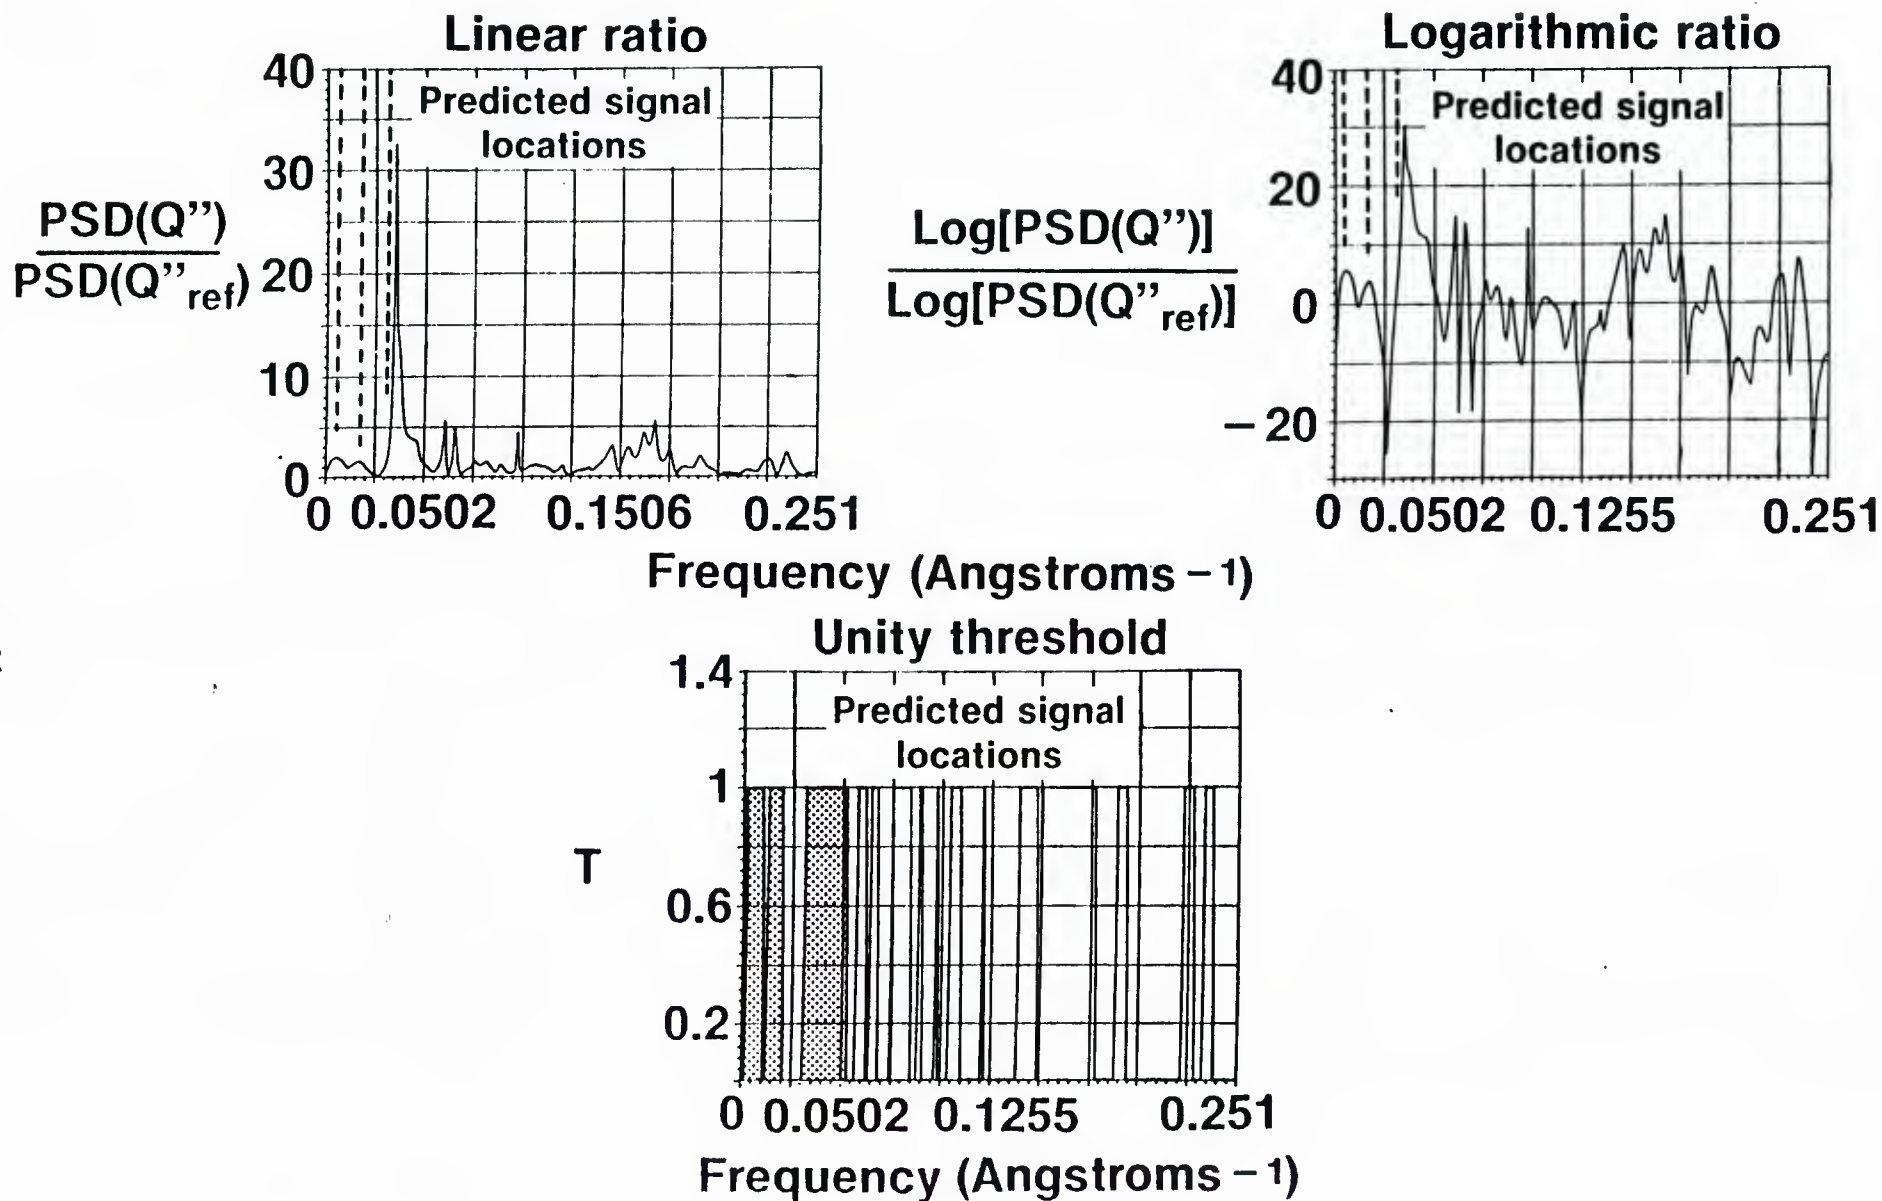 Linear ratio
40
30
20
10
0
PSD(Q”)
PSD(Q”ref)
Predicted signal
locations
0 0.0502 0.1506 0.251
Logarithmic ratio
40
20
0
−20
Log[PSD(Q”)]
Log[PSD(Q”ref)]
Predicted signal
locations
0 0.0502 0.1255 0.251
Frequency (Angstroms −1)
Unity threshold
1.4
1
0.6
0.2
T
Predicted signal
locations
0 0.0502 0.1255 0.251
Frequency (Angstroms −1)